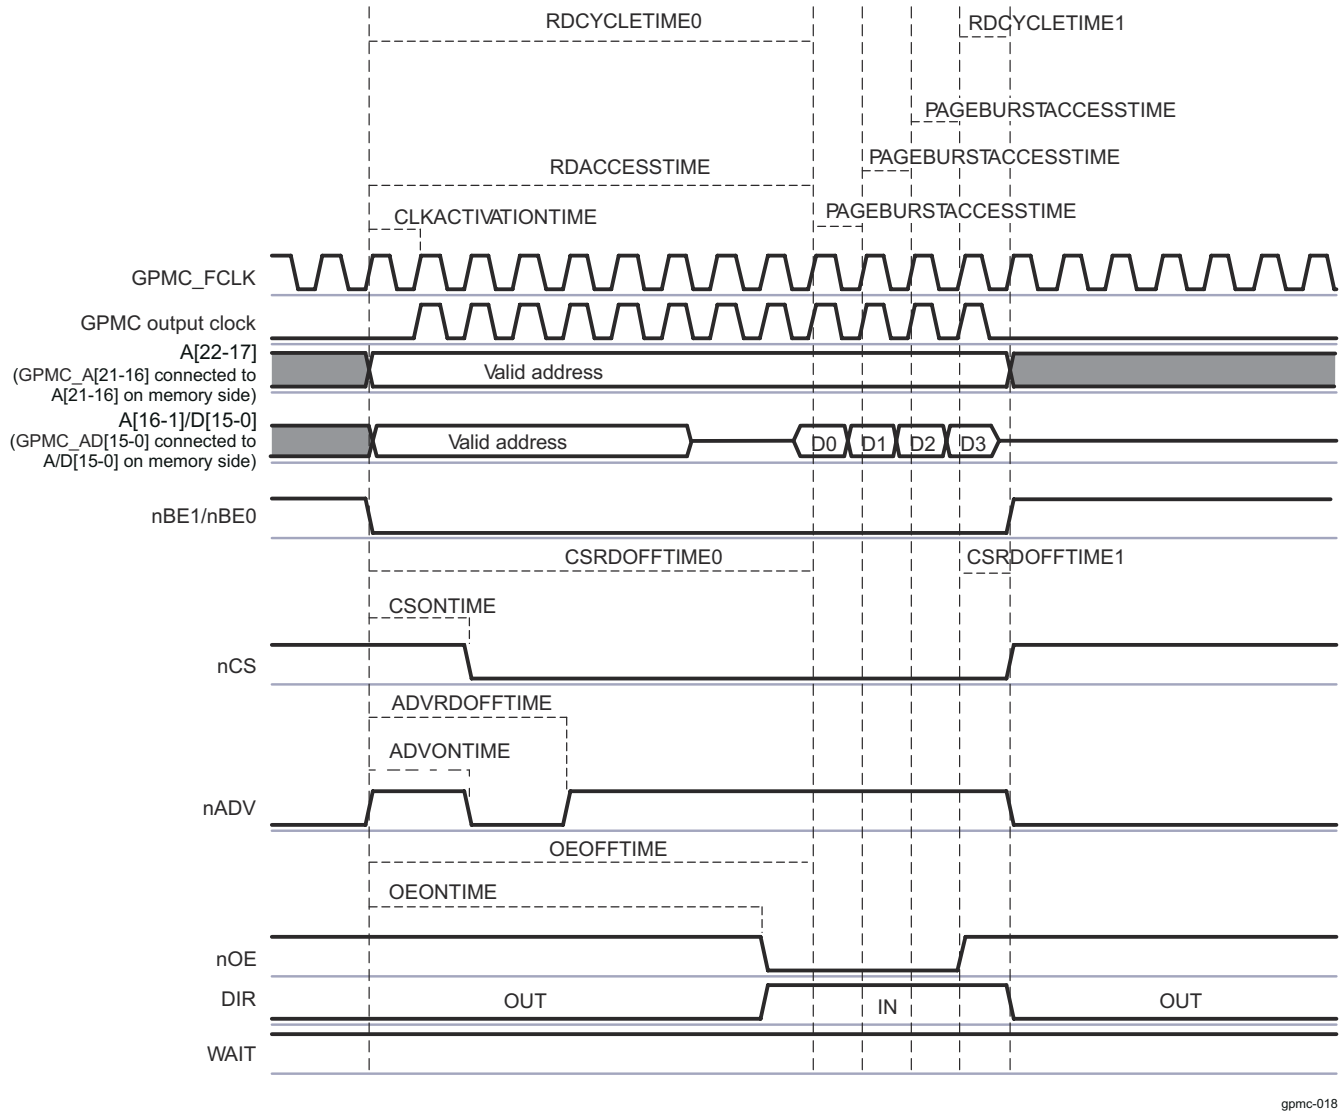 RDCYCLETIME0
RDCYCLETIME1
PAGEBURSTACCESSTIME
PAGEBURSTACCESSTIME
RDACCESSTIME
PAGEBURSTACCESSTIME
CLKACTIVATIONTIME
GPMC_FCLK
GPMC output clock
A[22-17]
(GPMC_A[21-16] connected to
A[21-16] on memory side)
Valid address
A[16-1]/D[15-0]
(GPMC_AD[15-0] connected to
A/D[15-0] on memory side)
Valid address
D0 D1 D2 D3
nBE1/nBE0
CSRDOFFTIME0
CSRDOFFTIME1
CSONTIME
nCS
ADVRDOFFTIME
ADVONTIME
nADV
OEOFFTIME
OEONTIME
nOE
DIR
OUT
IN
OUT
WAIT
gpmc-018